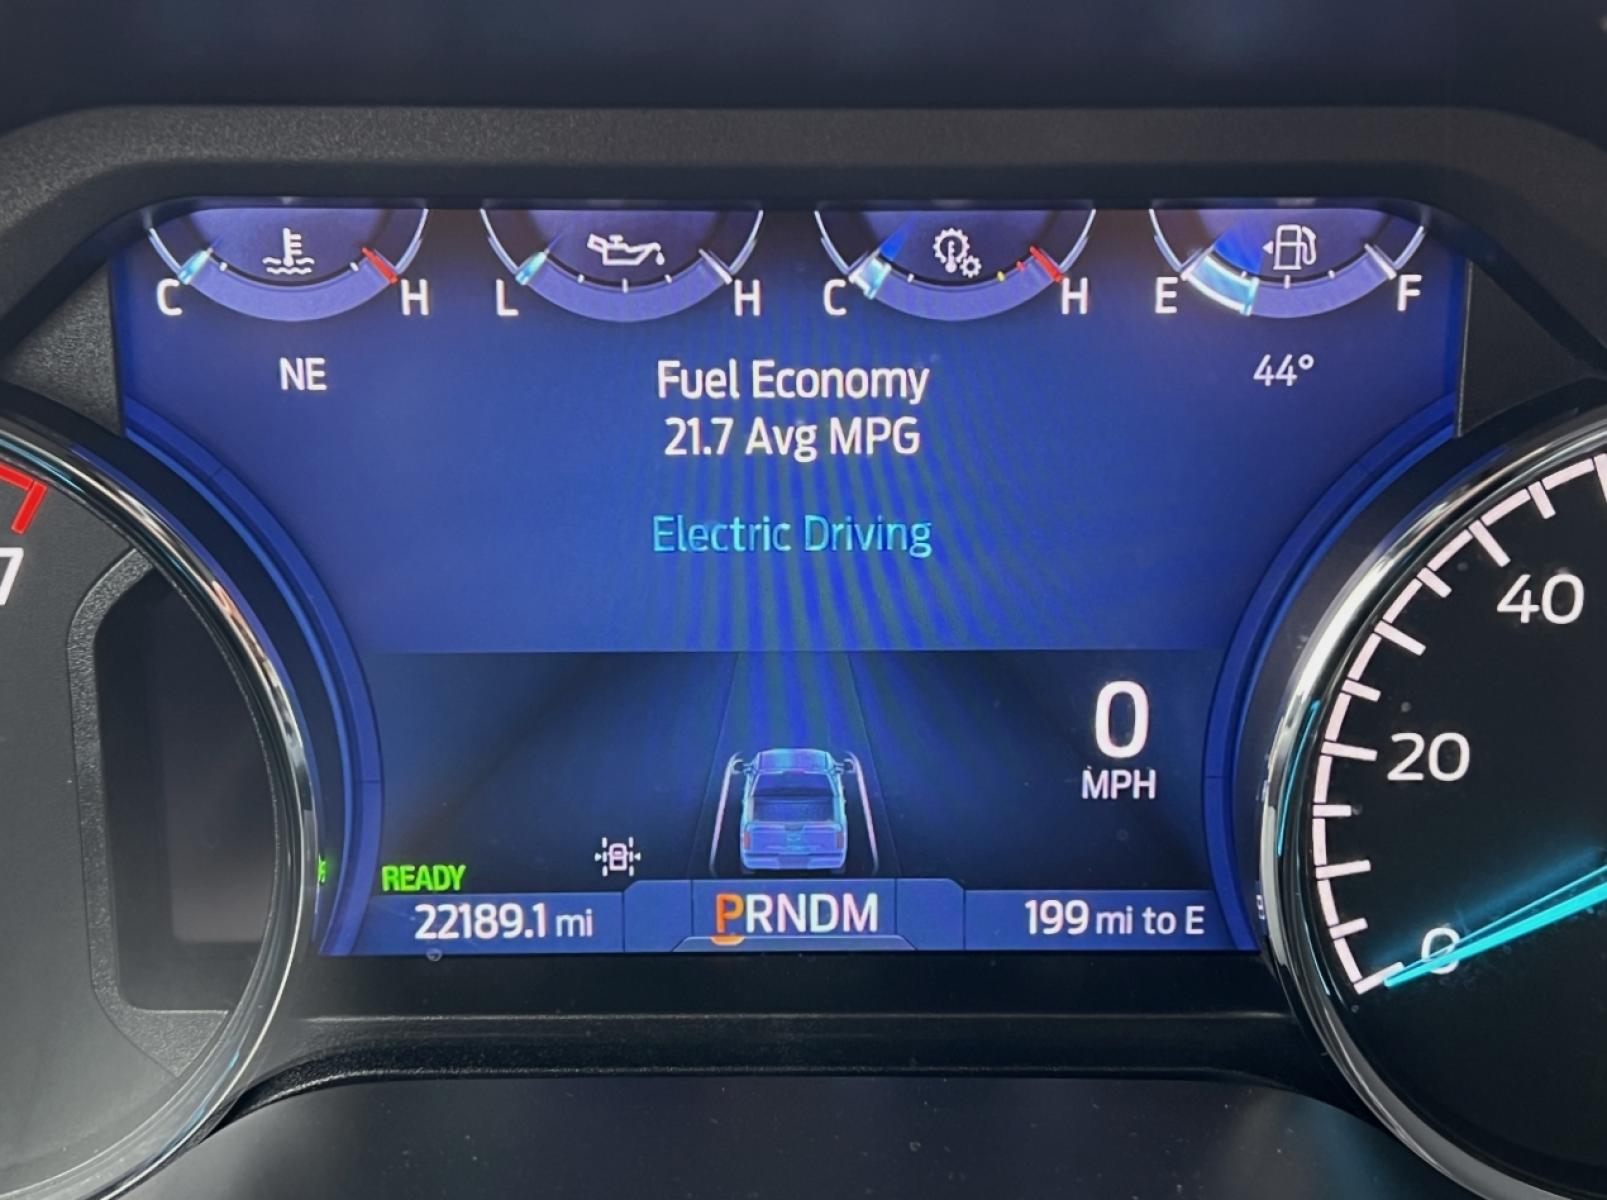 C H L H C H E F
NE
44°
Fuel Economy
21.7 Avg MPG
Electric Driving
7
40
20
0
0
MPH
READY
22189.1 mi
PRNDM
199 mi to E